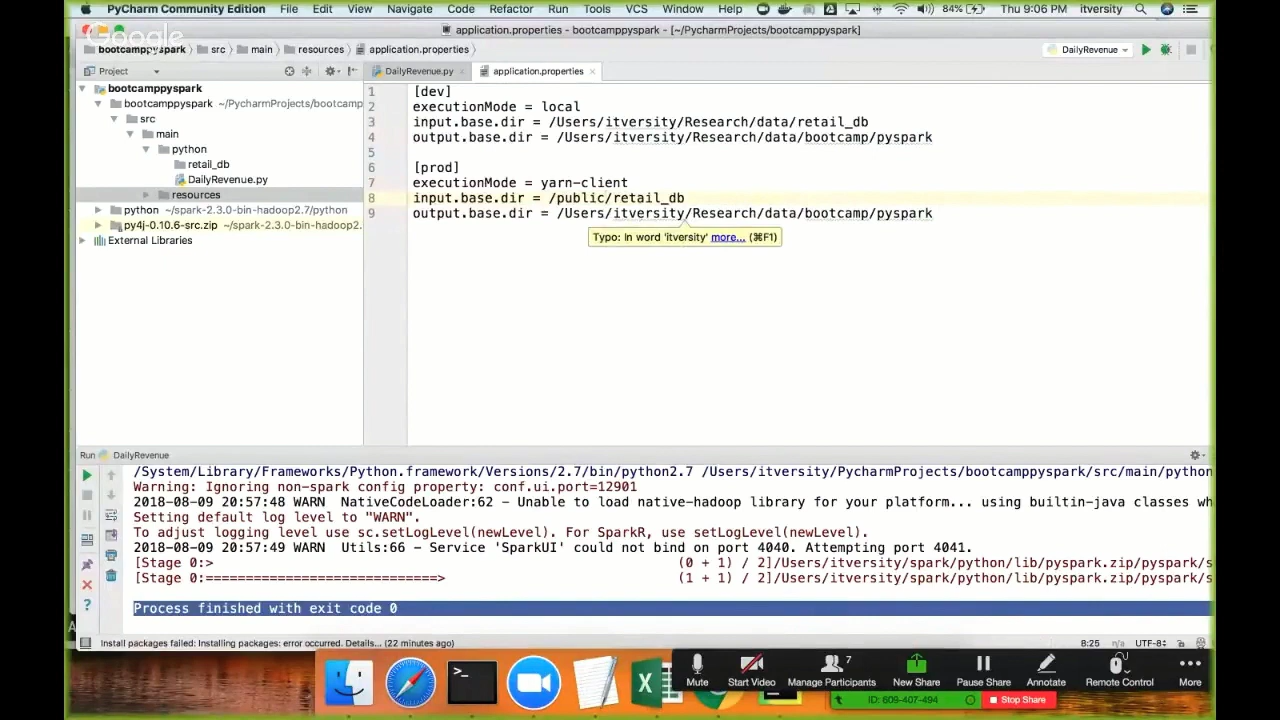 PyCharm Community Edition File Edit View Navigate Code Refactor Run Tools VCS Window Help 84% Thu 9:06 PM itversity
application.properties - bootcamppyspark - [~/PycharmProjects/bootcamppyspark]
Google
bootcamppyspark src main resources application.properties DailyRevenue
Project DailyRevenue.py application.properties
bootcamppyspark
bootcamppyspark ~/PycharmProjects/bootcamp
src
main
python
retail_db
DailyRevenue.py
resources
python ~/spark-2.3.0-bin-hadoop2.7/python
py4j-0.10.6-src.zip ~/spark-2.3.0-bin-hadoop2.
External Libraries
1 [dev]
2 executionMode = local
3 input.base.dir = /Users/itversity/Research/data/retail_db
4 output.base.dir = /Users/itversity/Research/data/bootcamp/pyspark
5
6 [prod]
7 executionMode = yarn-client
8 input.base.dir = /public/retail_db
9 output.base.dir = /Users/itversity/Research/data/bootcamp/pyspark
Typo: In word 'itversity' more... (⌘F1)
Run DailyRevenue
/System/Library/Frameworks/Python.framework/Versions/2.7/bin/python2.7 /Users/itversity/PycharmProjects/bootcamppyspark/src/main/python
Warning: Ignoring non-spark config property: conf.ui.port=12901
2018-08-09 20:57:48 WARN NativeCodeLoader:62 - Unable to load native-hadoop library for your platform... using builtin-java classes wh
Setting default log level to "WARN".
To adjust logging level use sc.setLogLevel(newLevel). For SparkR, use setLogLevel(newLevel).
2018-08-09 20:57:49 WARN Utils:66 - Service 'SparkUI' could not bind on port 4040. Attempting port 4041.
[Stage 0:> (0 + 1) / 2]/Users/itversity/spark/python/lib/pyspark.zip/pyspark/s
[Stage 0:============================> (1 + 1) / 2]/Users/itversity/spark/python/lib/pyspark.zip/pyspark/s
Process finished with exit code 0
Install packages failed: Installing packages: error occurred. Details... (22 minutes ago) 8:25 n/a UTF-8
Mute Start Video Manage Participants 7 New Share Pause Share Annotate Remote Control More
ID: 609-407-494 Stop Share